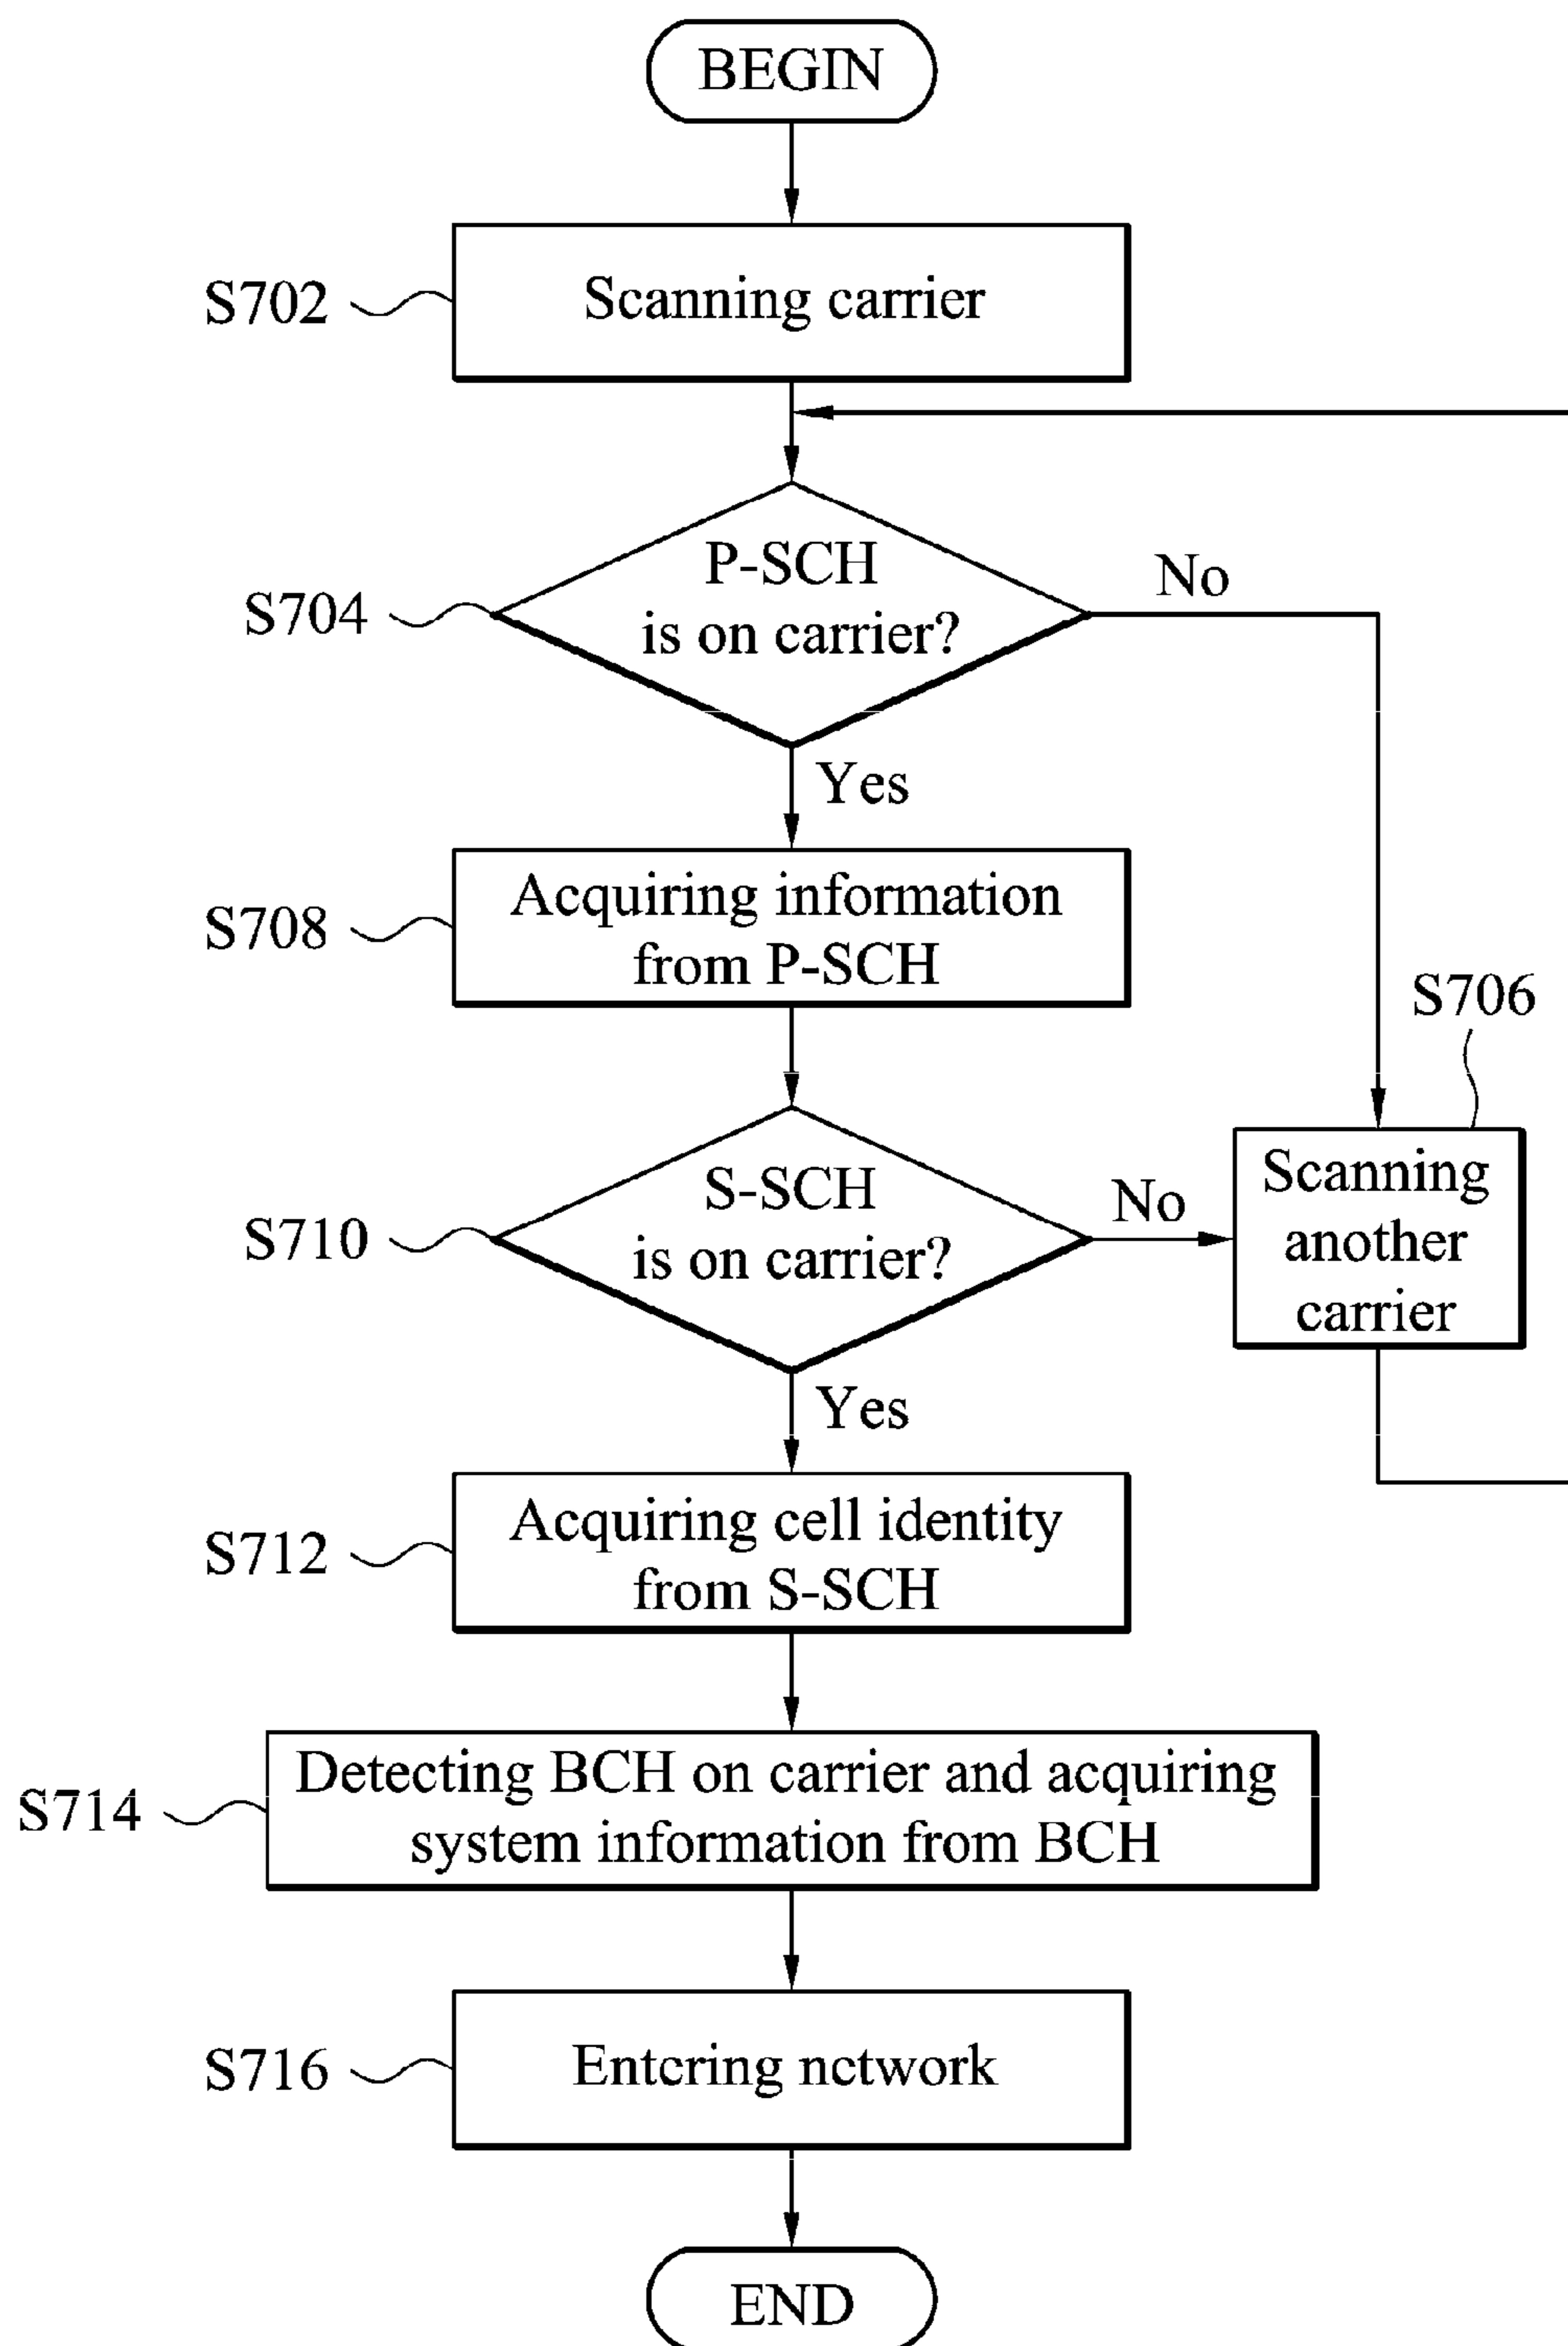 BEGIN
S702
Scanning carrier
S704
P-SCH
is on carrier?
No
Yes
S708
Acquiring information
from P-SCH
S706
S710
S-SCH
is on carrier?
No
Scanning
another
carrier
Yes
S712
Acquiring cell identity
from S-SCH
S714
Detecting BCH on carrier and acquiring
system information from BCH
S716
Entering network
END